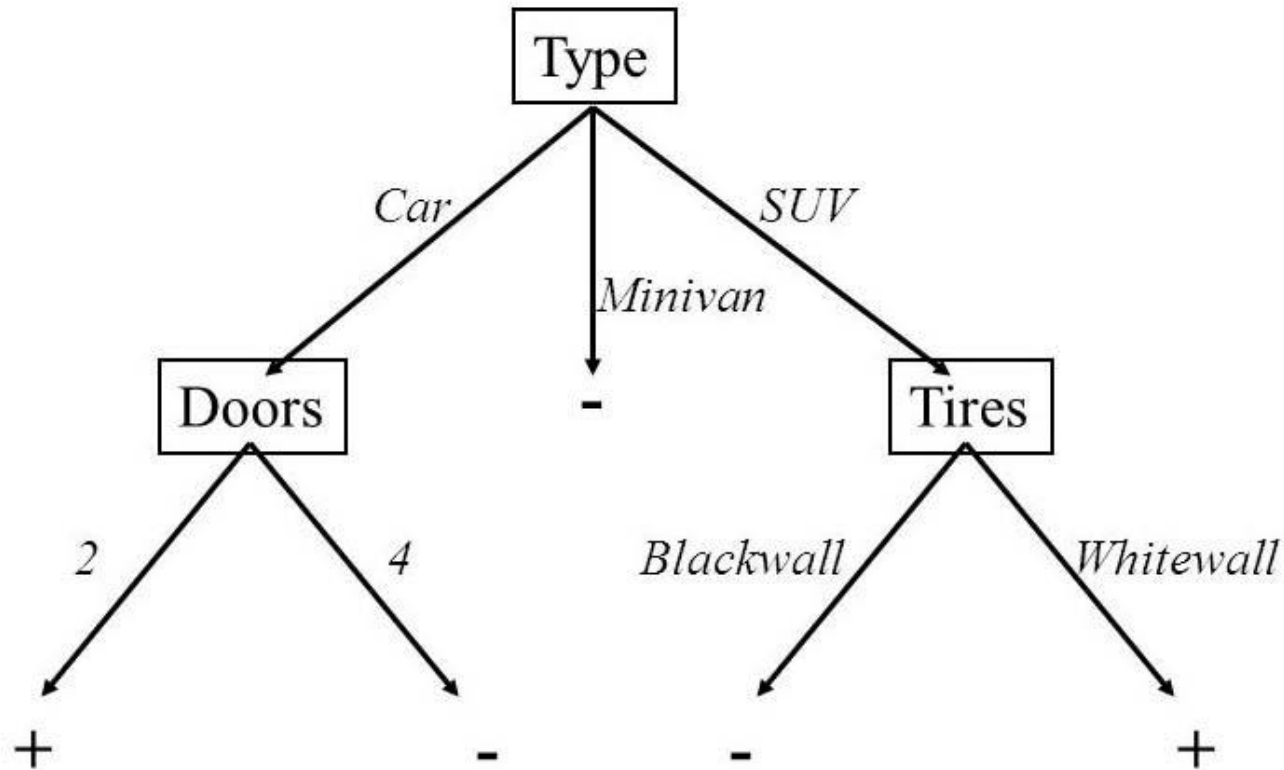 Type
Car
SUV
Minivan
Doors
-
Tires
2
4
Blackwall
Whitewall
+
-
-
+